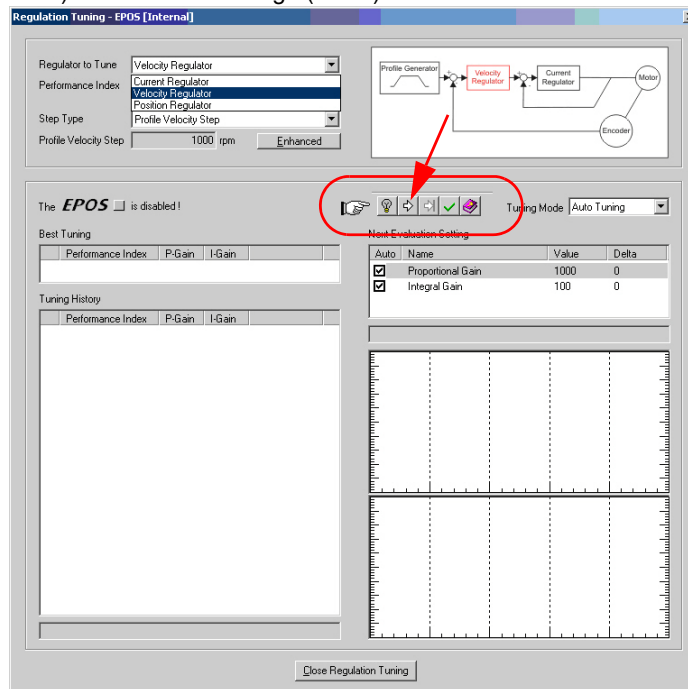 Regulation Tuning - EPOS [Internal]
Regulator to Tune Velocity Regulator
Performance Index Current Regulator
Velocity Regulator
Position Regulator
Step Type Profile Velocity Step
Profile Velocity Step 1000 rpm Enhanced
Profile Generator
Velocity Regulator
Current Regulator
Motor
Encoder
The EPOS is disabled !
Tuning Mode Auto Tuning
Best Tuning
Performance Index P-Gain I-Gain
Tuning History
Performance Index P-Gain I-Gain
Next Evaluation Setting
Auto Name Value Delta
Proportional Gain 1000 0
Integral Gain 100 0
Close Regulation Tuning